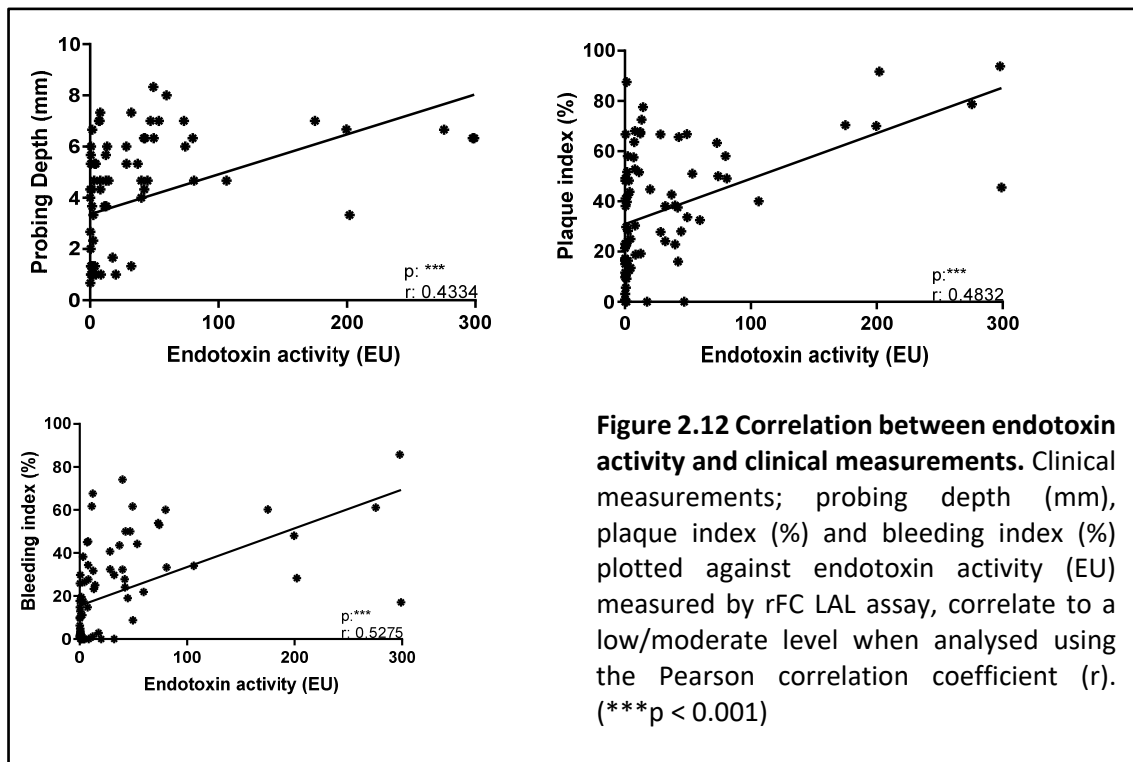 10
8
6
4
2
0
Probing Depth (mm)
0 100 200 300
Endotoxin activity (EU)
p: ***
r: 0.4334
100
80
60
40
20
0
Plaque index (%)
0 100 200 300
Endotoxin activity (EU)
p:***
r: 0.4832
100
80
60
40
20
0
Bleeding index (%)
0 100 200 300
Endotoxin activity (EU)
p:***
r: 0.5275
Figure 2.12 Correlation between endotoxin
activity and clinical measurements. Clinical
measurements; probing depth (mm),
plaque index (%) and bleeding index (%)
plotted against endotoxin activity (EU)
measured by rFC LAL assay, correlate to a
low/moderate level when analysed using
the Pearson correlation coefficient (r).
(***p < 0.001)